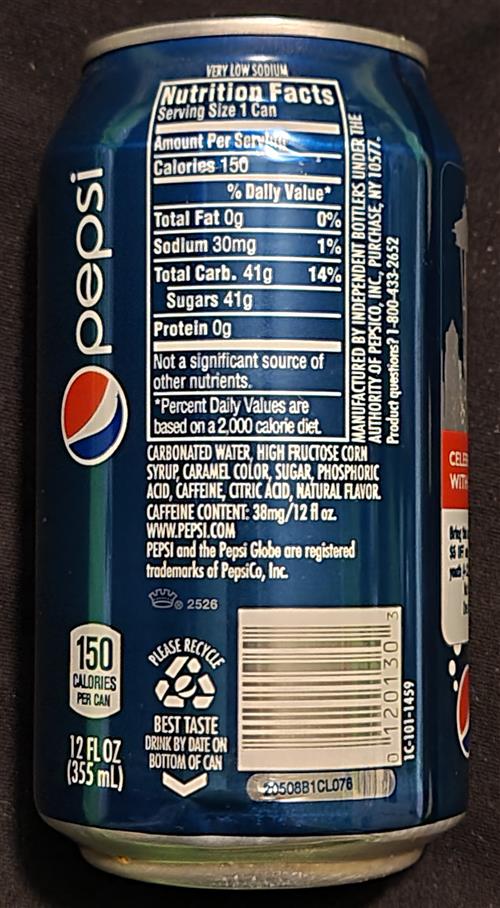 pepsi
VERY LOW SODIUM
Nutrition Facts
Serving Size 1 Can
Amount Per Serving
Calories 150
% Daily Value*
Total Fat 0g 0%
Sodium 30mg 1%
Total Carb. 41g 14%
Sugars 41g
Protein 0g
Not a significant source of
other nutrients.
*Percent Daily Values are
based on a 2,000 calorie diet.
MANUFACTURED BY INDEPENDENT BOTTLERS UNDER THE
AUTHORITY OF PEPSICO, INC., PURCHASE, NY 10577.
Product questions? 1-800-433-2652
CARBONATED WATER, HIGH FRUCTOSE CORN
SYRUP, CARAMEL COLOR, SUGAR, PHOSPHORIC
ACID, CAFFEINE, CITRIC ACID, NATURAL FLAVOR.
CAFFEINE CONTENT: 38mg/12 fl oz.
WWW.PEPSI.COM
PEPSI and the Pepsi Globe are registered
trademarks of PepsiCo, Inc.
® 2526
150
CALORIES
PER CAN
12 FL OZ
(355 mL)
PLEASE RECYCLE
BEST TASTE
DRINK BY DATE ON
BOTTOM OF CAN
0 120130 3
1C-101-1459
20508B1CL076
WITH